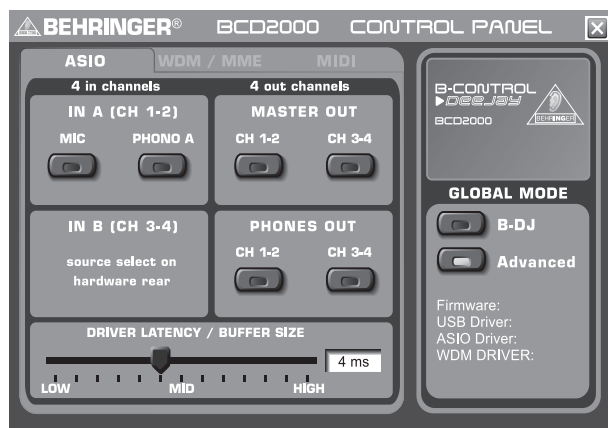 BEHRINGER® BCD2000 CONTROL PANEL X
ASIO WDM / MME MIDI
4 in channels 4 out channels
IN A (CH 1-2)
MIC PHONO A
MASTER OUT
CH 1-2 CH 3-4
IN B (CH 3-4)
source select on
hardware rear
PHONES OUT
CH 1-2 CH 3-4
DRIVER LATENCY / BUFFER SIZE
4 ms
LOW MID HIGH
B-CONTROL
DEEJAY
BCD2000
BEHRINGER
GLOBAL MODE
B-DJ
Advanced
Firmware:
USB Driver:
ASIO Driver:
WDM DRIVER: